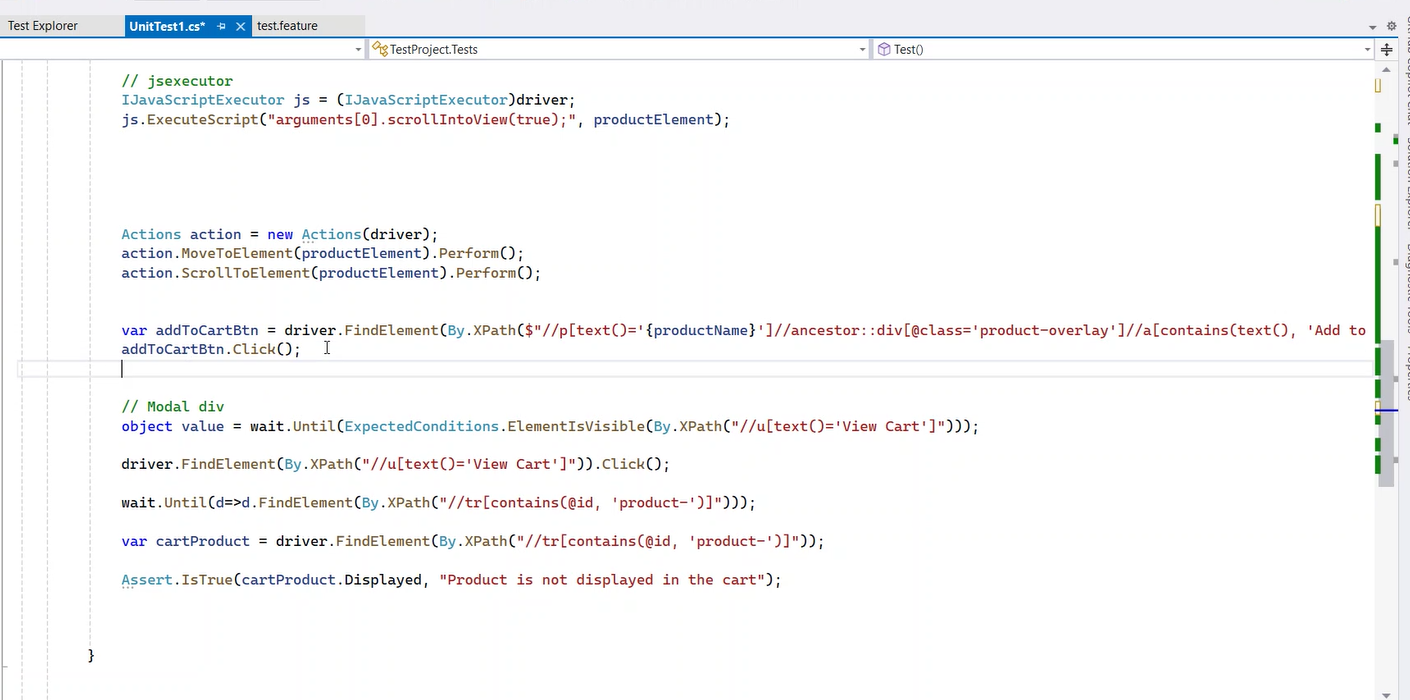 Test Explorer
UnitTest1.cs*
test.feature
TestProject.Tests
Test()
// jsexecutor
IJavaScriptExecutor js = (IJavaScriptExecutor)driver;
js.ExecuteScript("arguments[0].scrollIntoView(true);", productElement);
Actions action = new Actions(driver);
action.MoveToElement(productElement).Perform();
action.ScrollToElement(productElement).Perform();
var addToCartBtn = driver.FindElement(By.XPath($"//p[text()='{productName}']//ancestor::div[@class='product-overlay']//a[contains(text(), 'Add to
addToCartBtn.Click();
// Modal div
object value = wait.Until(ExpectedConditions.ElementIsVisible(By.XPath("//u[text()='View Cart']")));
driver.FindElement(By.XPath("//u[text()='View Cart']")).Click();
wait.Until(d=>d.FindElement(By.XPath("//tr[contains(@id, 'product-')]")));
var cartProduct = driver.FindElement(By.XPath("//tr[contains(@id, 'product-')]"));
Assert.IsTrue(cartProduct.Displayed, "Product is not displayed in the cart");
}